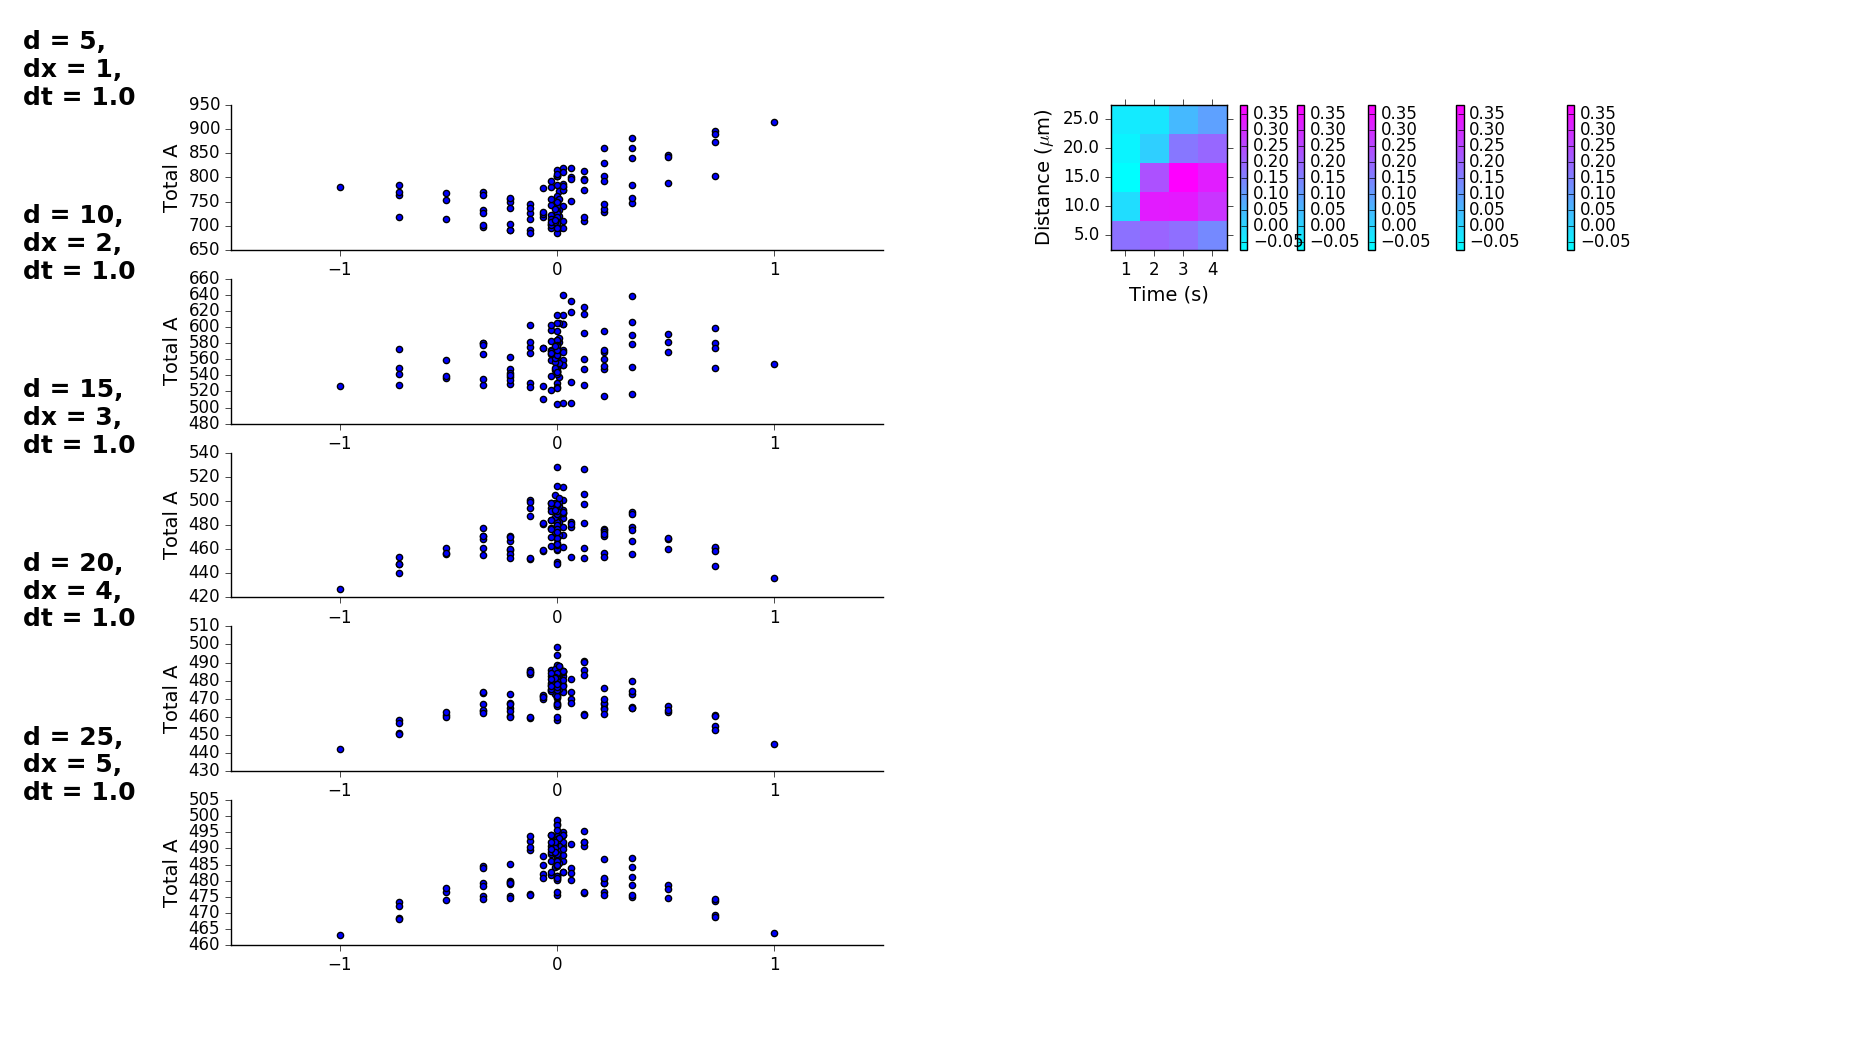 d = 5,
dx = 1,
dt = 1.0
950
900
850
800
750
700
650
Total A
−1 0 1
d = 10,
dx = 2,
dt = 1.0
660
640
620
600
580
560
540
520
500
480
Total A
−1 0 1
d = 15,
dx = 3,
dt = 1.0
540
520
500
480
460
440
420
Total A
−1 0 1
d = 20,
dx = 4,
dt = 1.0
510
500
490
480
470
460
450
440
430
Total A
−1 0 1
d = 25,
dx = 5,
dt = 1.0
505
500
495
490
485
480
475
470
465
460
Total A
−1 0 1
Distance (μm)
25.0
20.0
15.0
10.0
5.0
1 2 3 4
Time (s)
0.35 0.35 0.35 0.35 0.35
0.30 0.30 0.30 0.30 0.30
0.25 0.25 0.25 0.25 0.25
0.20 0.20 0.20 0.20 0.20
0.15 0.15 0.15 0.15 0.15
0.10 0.10 0.10 0.10 0.10
0.05 0.05 0.05 0.05 0.05
0.00 0.00 0.00 0.00 0.00
−0.05 −0.05 −0.05 −0.05 −0.05